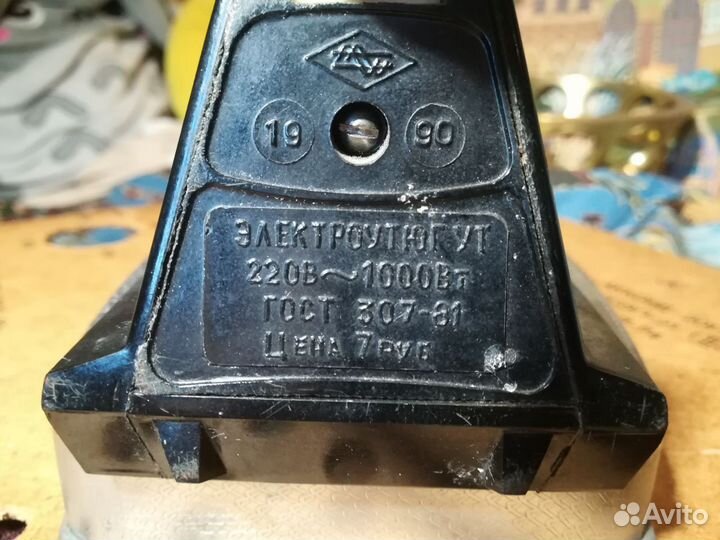 19 90
ЭЛЕКТРОУТЮГ УТ
220В~1000Вт
ГОСТ 307-81
ЦЕНА 7 РУБ
Avito